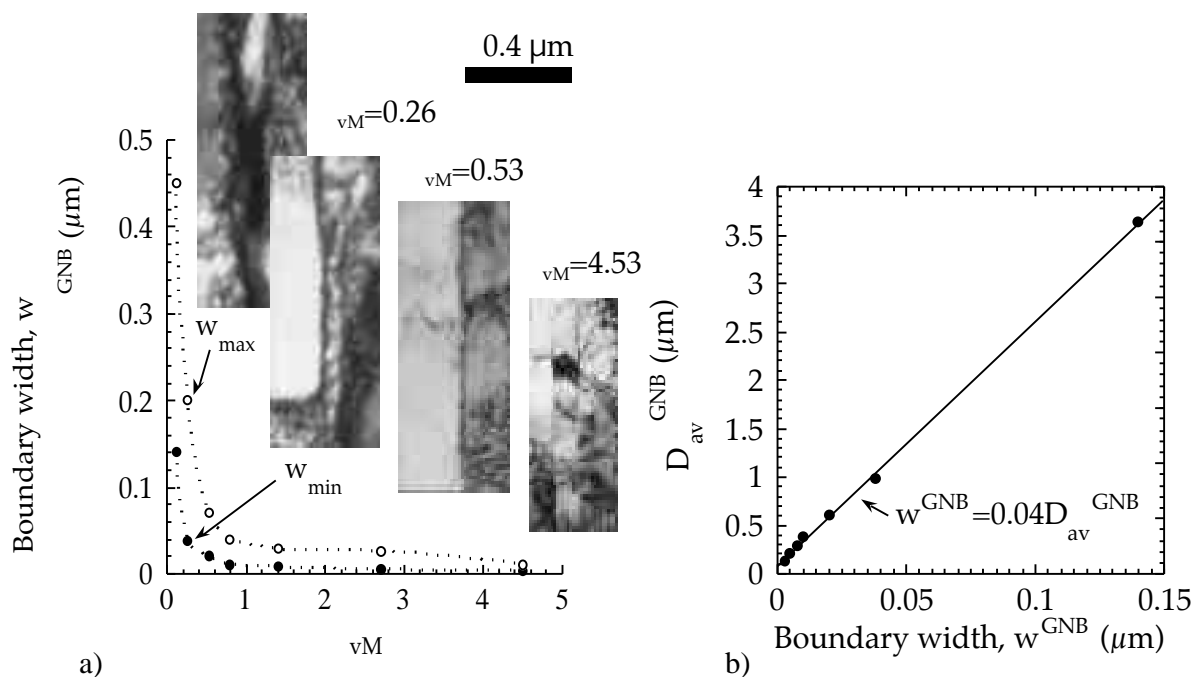 0.4 µm
vM=0.26
vM=0.53
vM=4.53
Boundary width, w GNB (µm)
0.5
0.4
0.3
0.2
0.1
0
w max
w min
0 1 2 3 4 5
vM
a)
D av GNB (µm)
4
3.5
3
2.5
2
1.5
1
0.5
0
w GNB=0.04D av GNB
0 0.05 0.1 0.15
Boundary width, w GNB (µm)
b)